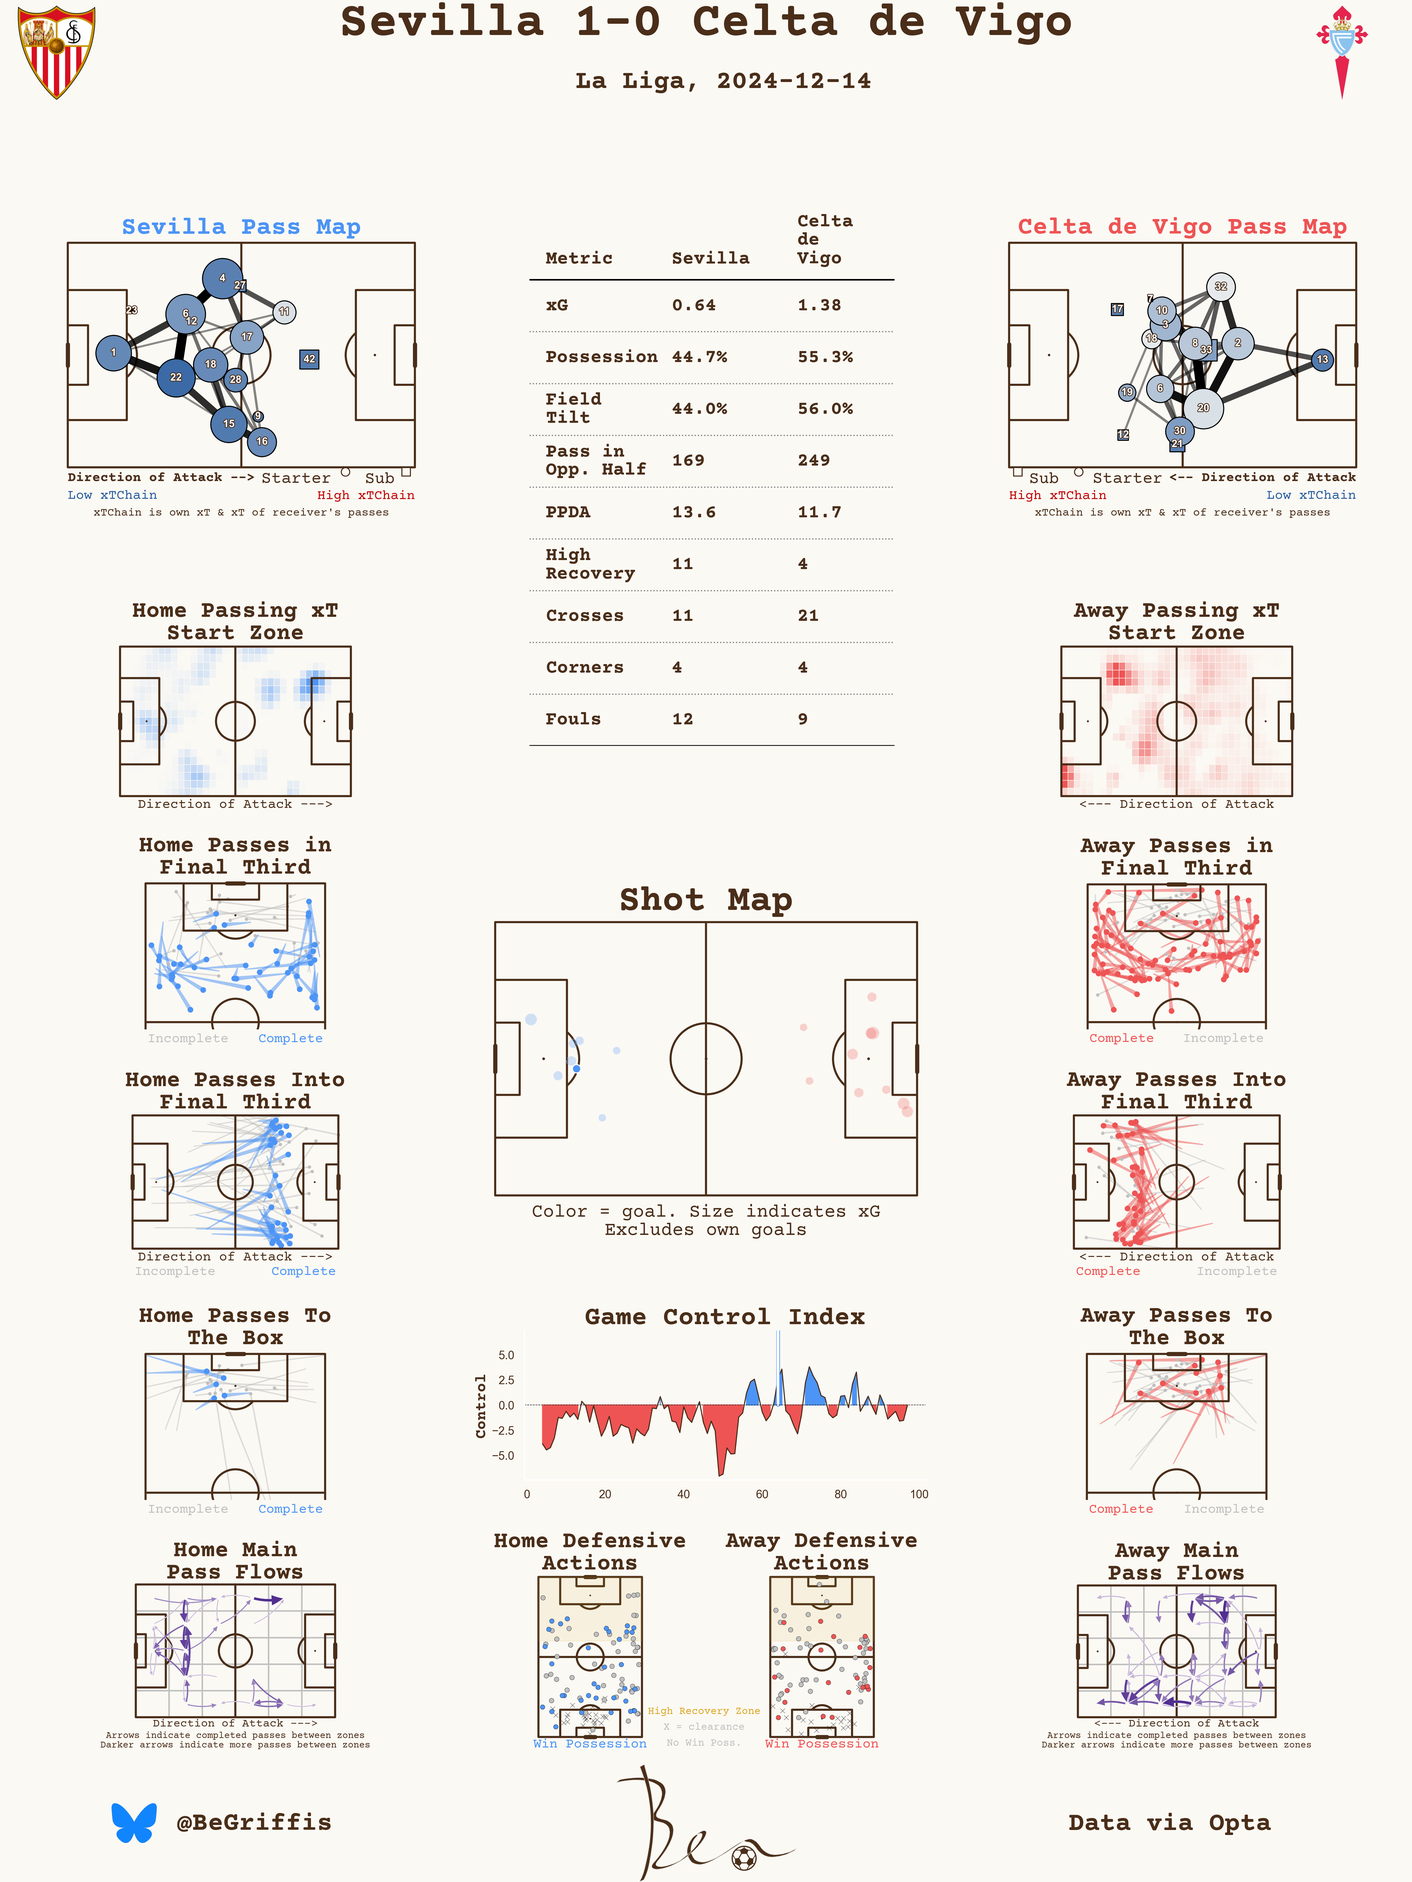 Sevilla 1-0 Celta de Vigo
La Liga, 2024-12-14
Sevilla Pass Map
4
27
11
23
6
12
17
1
18
42
22
28
9
15
16
Direction of Attack --> Starter Sub
Low xTChain High xTChain
xTChain is own xT & xT of receiver's passes
Celta
de
Metric Sevilla Vigo
xG 0.64 1.38
Possession 44.7% 55.3%
Field
Tilt 44.0% 56.0%
Pass in
Opp. Half 169 249
PPDA 13.6 11.7
High
Recovery 11 4
Crosses 11 21
Corners 4 4
Fouls 12 9
Celta de Vigo Pass Map
32
7
17
10
3
18
8
33
2
13
6
19
20
30
12
21
Sub Starter <-- Direction of Attack
High xTChain Low xTChain
xTChain is own xT & xT of receiver's passes
Home Passing xT
Start Zone
Direction of Attack --->
Away Passing xT
Start Zone
<--- Direction of Attack
Home Passes in
Final Third
Incomplete Complete
Away Passes in
Final Third
Complete Incomplete
Shot Map
Color = goal. Size indicates xG
Excludes own goals
Home Passes Into
Final Third
Direction of Attack --->
Incomplete Complete
Away Passes Into
Final Third
<--- Direction of Attack
Complete Incomplete
Home Passes To
The Box
Incomplete Complete
Game Control Index
Control
5.0
2.5
0.0
−2.5
−5.0
0 20 40 60 80 100
Away Passes To
The Box
Complete Incomplete
Home Main
Pass Flows
Direction of Attack --->
Arrows indicate completed passes between zones
Darker arrows indicate more passes between zones
Home Defensive
Actions
Win Possession
High Recovery Zone
X = clearance
No Win Poss.
Away Defensive
Actions
Win Possession
Away Main
Pass Flows
<--- Direction of Attack
Arrows indicate completed passes between zones
Darker arrows indicate more passes between zones
@BeGriffis
Data via Opta